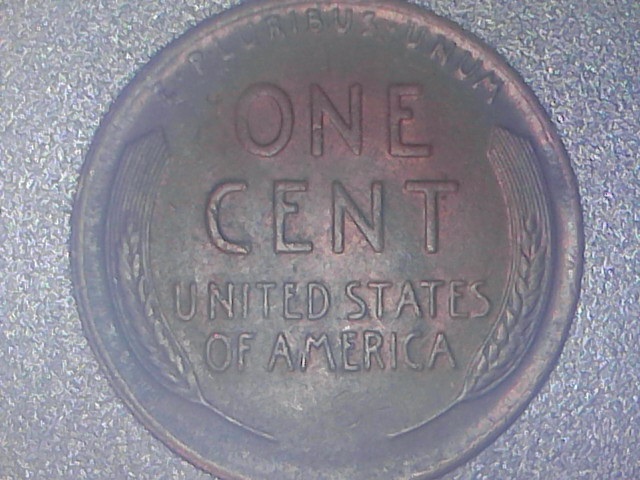 E·PLURIBUS·UNUM
ONE
CENT
UNITED STATES
OF AMERICA